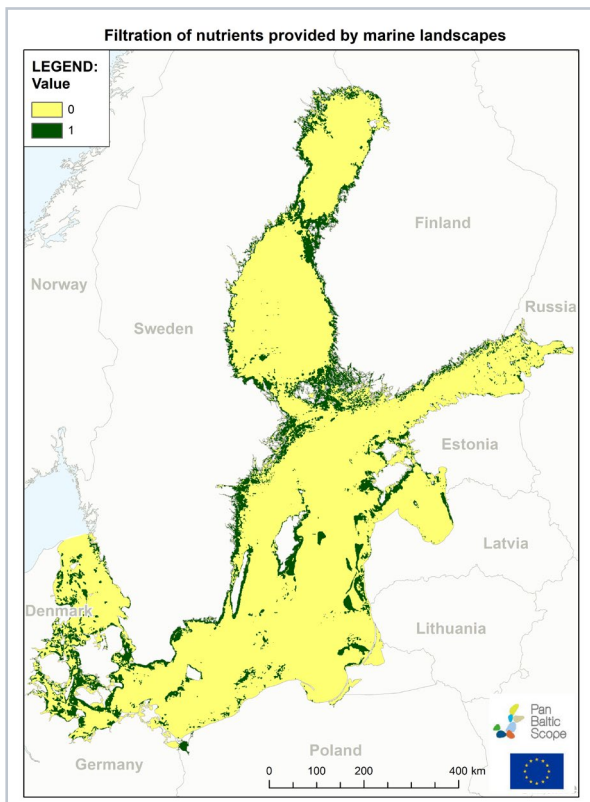 Filtration of nutrients provided by marine landscapes
LEGEND:
Value
0
1
Finland
Norway
Russia
Sweden
Estonia
Latvia
Denmark
Lithuania
Pan
Baltic
Scope
Poland
Germany
0 100 200 400 km